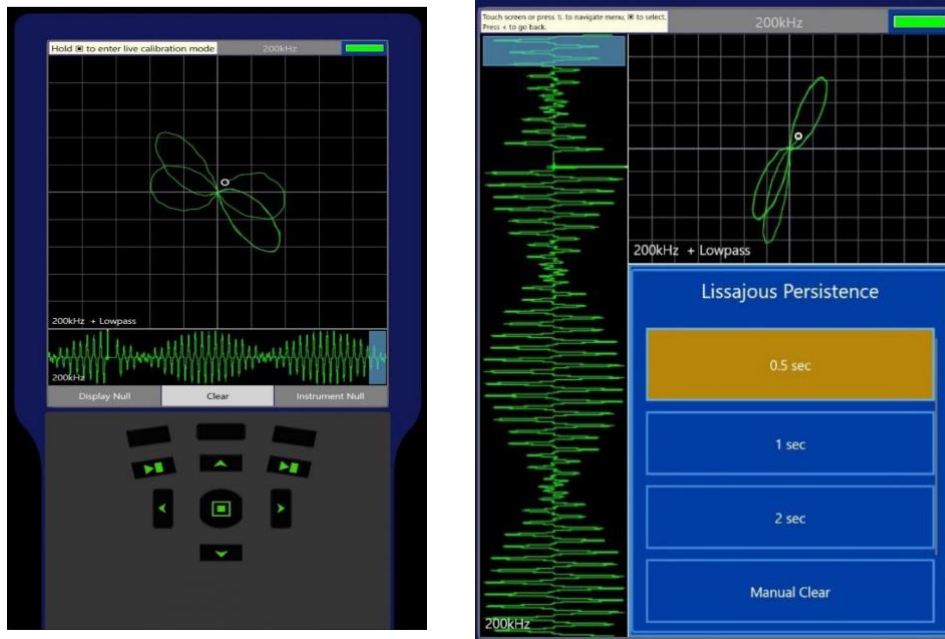 Hold ▣ to enter live calibration mode
200kHz
200kHz + Lowpass
200kHz
Display Null
Clear
Instrument Null
Touch screen or press ⇅ to navigate menu, ▣ to select.
Press ‹ to go back.
200kHz
200kHz + Lowpass
Lissajous Persistence
0.5 sec
1 sec
2 sec
Manual Clear
200kHz